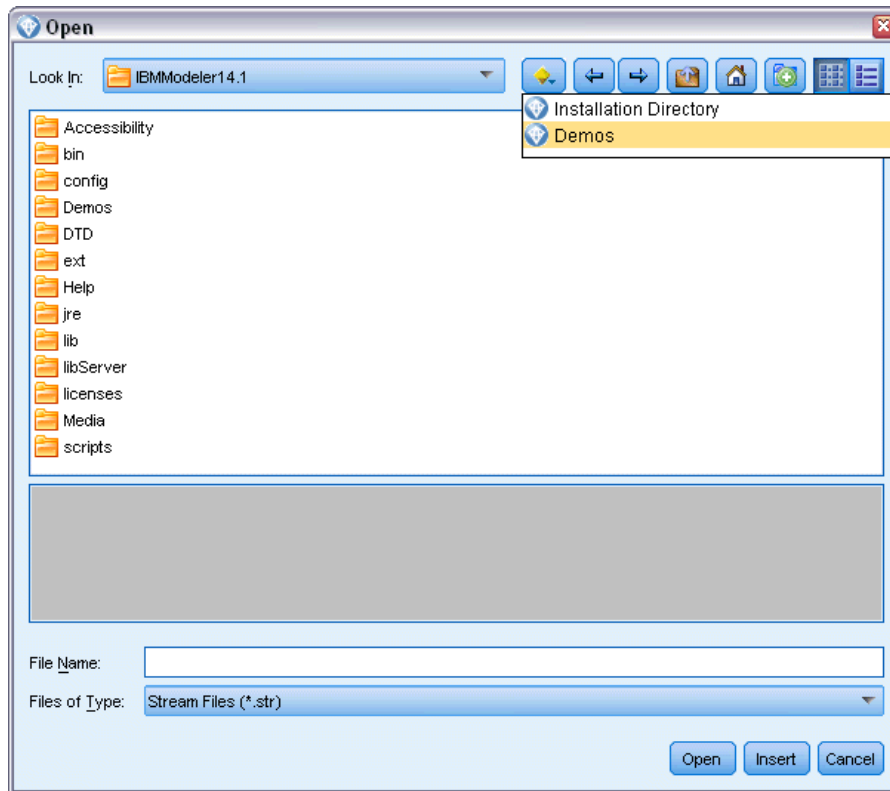 Open
Look In: IBMModeler14.1
Installation Directory
Demos
Accessibility
bin
config
Demos
DTD
ext
Help
jre
lib
libServer
licenses
Media
scripts
File Name:
Files of Type: Stream Files (*.str)
Open Insert Cancel